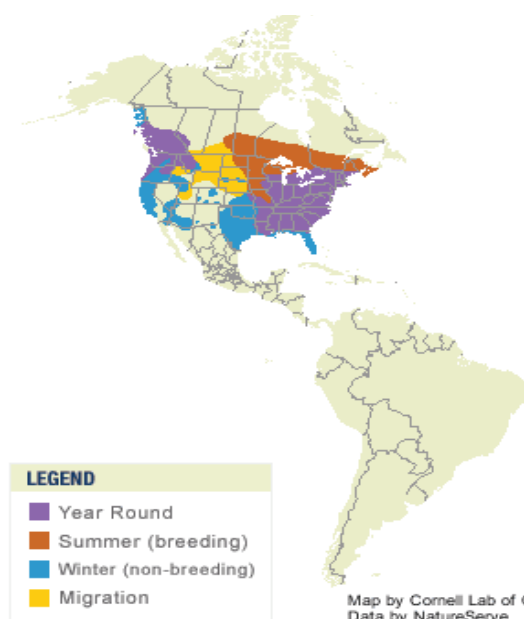 LEGEND
Year Round
Summer (breeding)
Winter (non-breeding)
Migration
Map by Cornell Lab of
Data by NatureServe